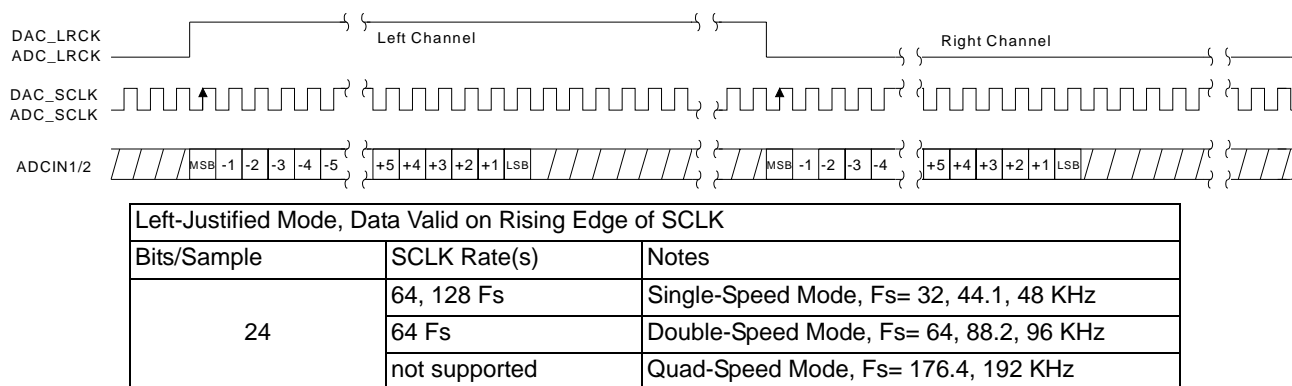 DAC_LRCK
ADC_LRCK
Left Channel
Right Channel
DAC_SCLK
ADC_SCLK
ADCIN1/2
MSB -1 -2 -3 -4 -5 +5 +4 +3 +2 +1 LSB MSB -1 -2 -3 -4 +5 +4 +3 +2 +1 LSB
Left-Justified Mode, Data Valid on Rising Edge of SCLK
Bits/Sample SCLK Rate(s) Notes
64, 128 Fs Single-Speed Mode, Fs= 32, 44.1, 48 KHz
24 64 Fs Double-Speed Mode, Fs= 64, 88.2, 96 KHz
not supported Quad-Speed Mode, Fs= 176.4, 192 KHz